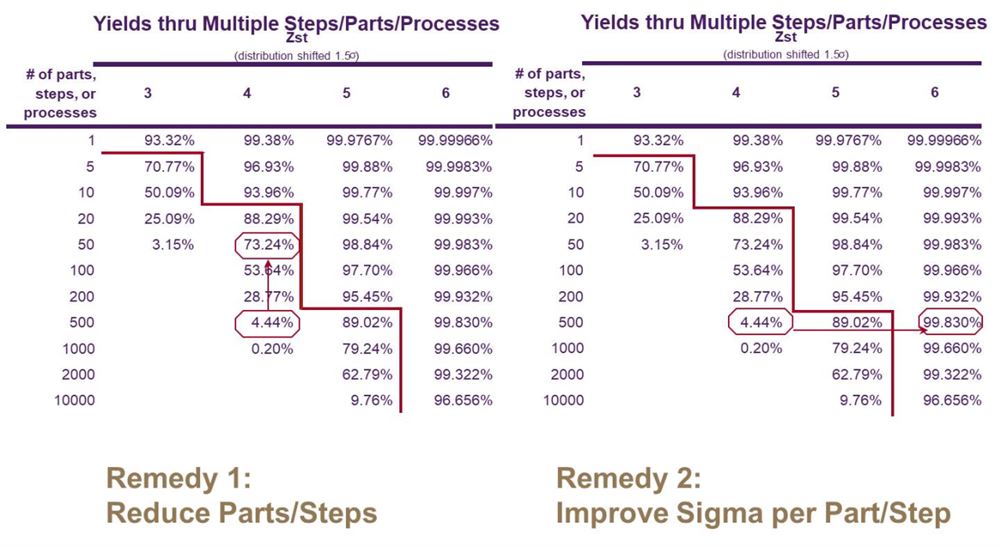 Yields thru Multiple Steps/Parts/Processes
Zst
(distribution shifted 1.5σ)
# of parts,
steps, or
processes
3 4 5 6
1 93.32% 99.38% 99.9767% 99.99966%
5 70.77% 96.93% 99.88% 99.9983%
10 50.09% 93.96% 99.77% 99.997%
20 25.09% 88.29% 99.54% 99.993%
50 3.15% 73.24% 98.84% 99.983%
100 53.64% 97.70% 99.966%
200 28.77% 95.45% 99.932%
500 4.44% 89.02% 99.830%
1000 0.20% 79.24% 99.660%
2000 62.79% 99.322%
10000 9.76% 96.656%
Remedy 1:
Reduce Parts/Steps
Yields thru Multiple Steps/Parts/Processes
Zst
(distribution shifted 1.5σ)
# of parts,
steps, or
processes
3 4 5 6
1 93.32% 99.38% 99.9767% 99.99966%
5 70.77% 96.93% 99.88% 99.9983%
10 50.09% 93.96% 99.77% 99.997%
20 25.09% 88.29% 99.54% 99.993%
50 3.15% 73.24% 98.84% 99.983%
100 53.64% 97.70% 99.966%
200 28.77% 95.45% 99.932%
500 4.44% 89.02% 99.830%
1000 0.20% 79.24% 99.660%
2000 62.79% 99.322%
10000 9.76% 96.656%
Remedy 2:
Improve Sigma per Part/Step